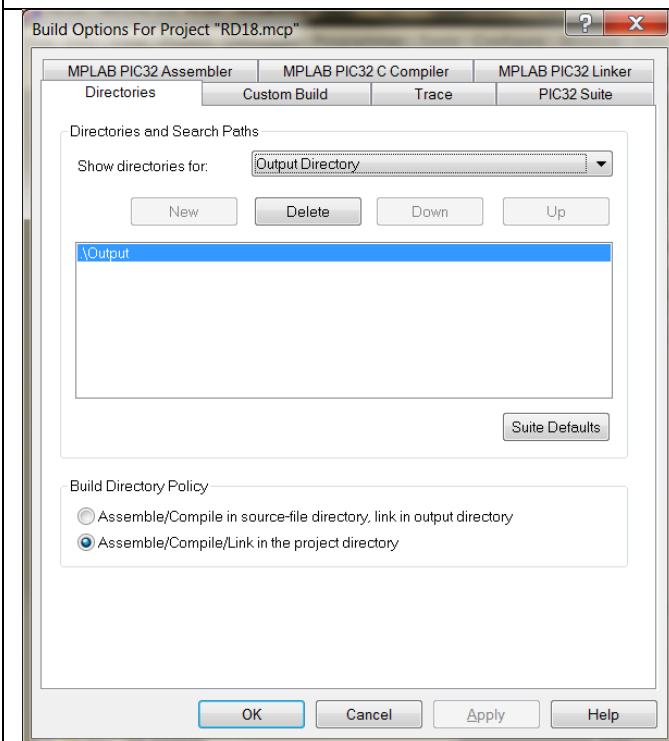 Build Options For Project "RD18.mcp"
MPLAB PIC32 Assembler MPLAB PIC32 C Compiler MPLAB PIC32 Linker
Directories Custom Build Trace PIC32 Suite
Directories and Search Paths
Show directories for: Output Directory
New Delete Down Up
.\Output
Suite Defaults
Build Directory Policy
Assemble/Compile in source-file directory, link in output directory
Assemble/Compile/Link in the project directory
OK Cancel Apply Help